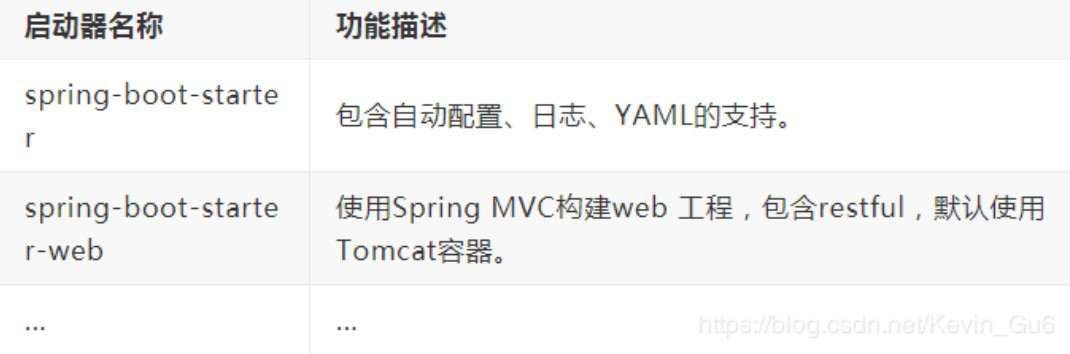 启动器名称 功能描述
spring-boot-starte
r
包含自动配置、日志、YAML的支持。
spring-boot-starte
r-web
使用Spring MVC构建web 工程，包含restful，默认使用
Tomcat容器。
... ...
https://blog.csdn.net/Kevin_Gu6